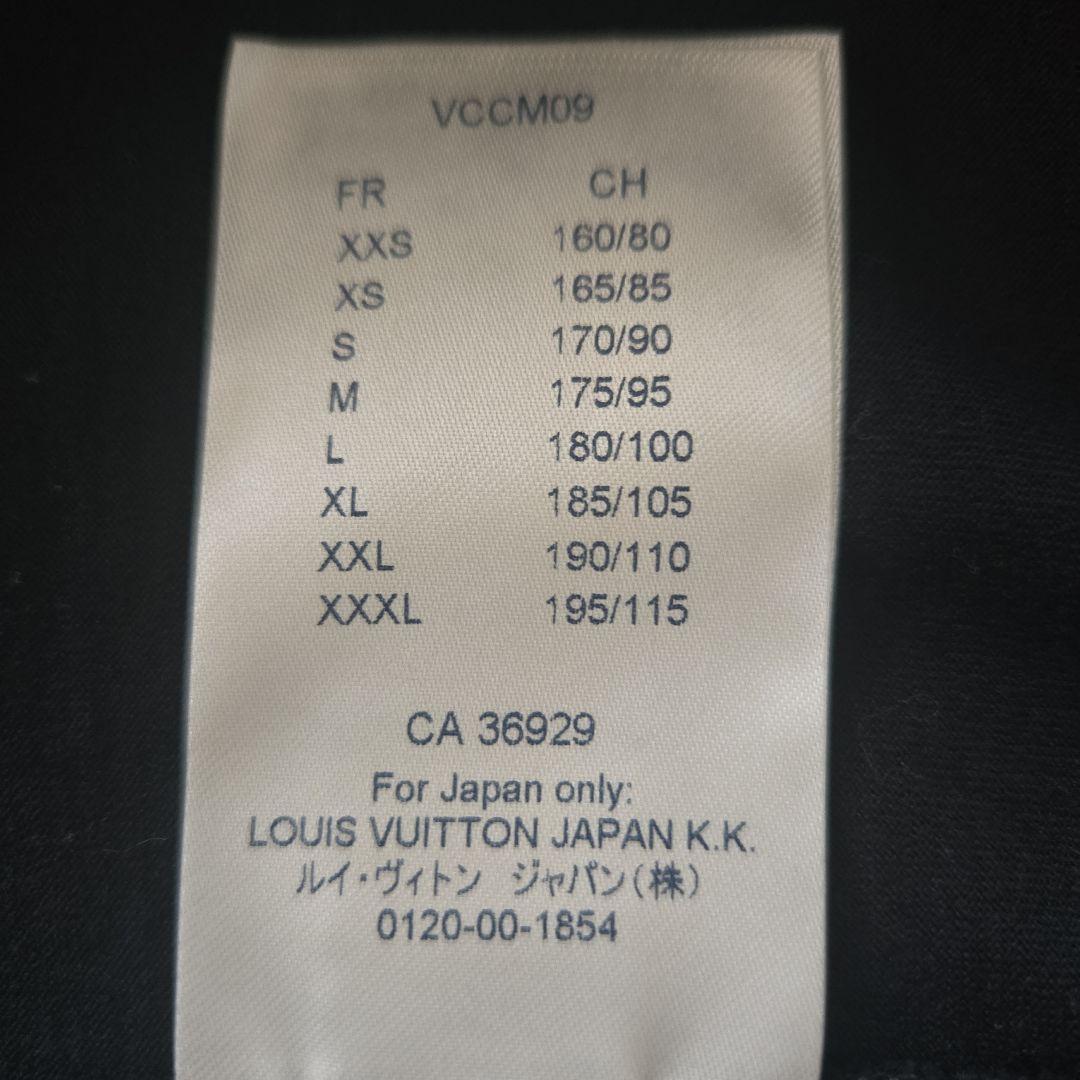 VCCM09
FR CH
XXS 160/80
XS 165/85
S 170/90
M 175/95
L 180/100
XL 185/105
XXL 190/110
XXXL 195/115
CA 36929
For Japan only:
LOUIS VUITTON JAPAN K.K.
ルイ・ヴィトン ジャパン(株)
0120-00-1854